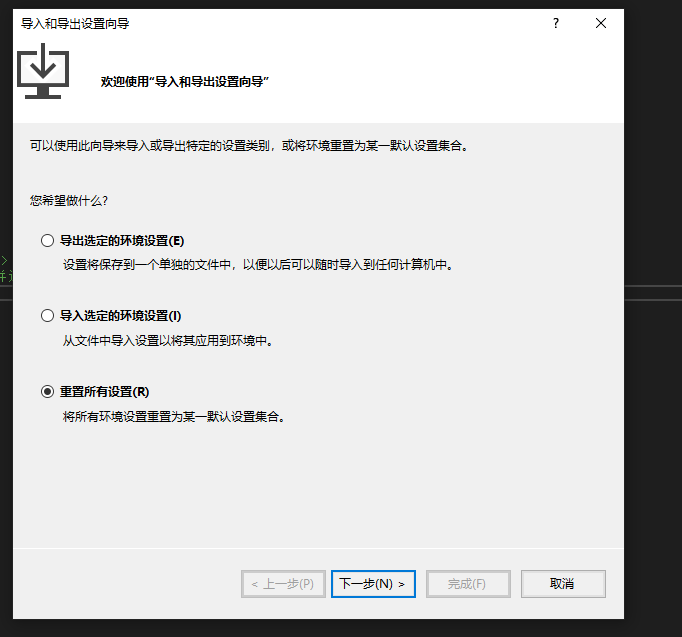 导入和导出设置向导
?
欢迎使用“导入和导出设置向导”
可以使用此向导来导入或导出特定的设置类别，或将环境重置为某一默认设置集合。
您希望做什么?
导出选定的环境设置(E)
设置将保存到一个单独的文件中，以便以后可以随时导入到任何计算机中。
导入选定的环境设置(I)
从文件中导入设置以将其应用到环境中。
重置所有设置(R)
将所有环境设置重置为某一默认设置集合。
< 上一步(P)
下一步(N) >
完成(F)
取消